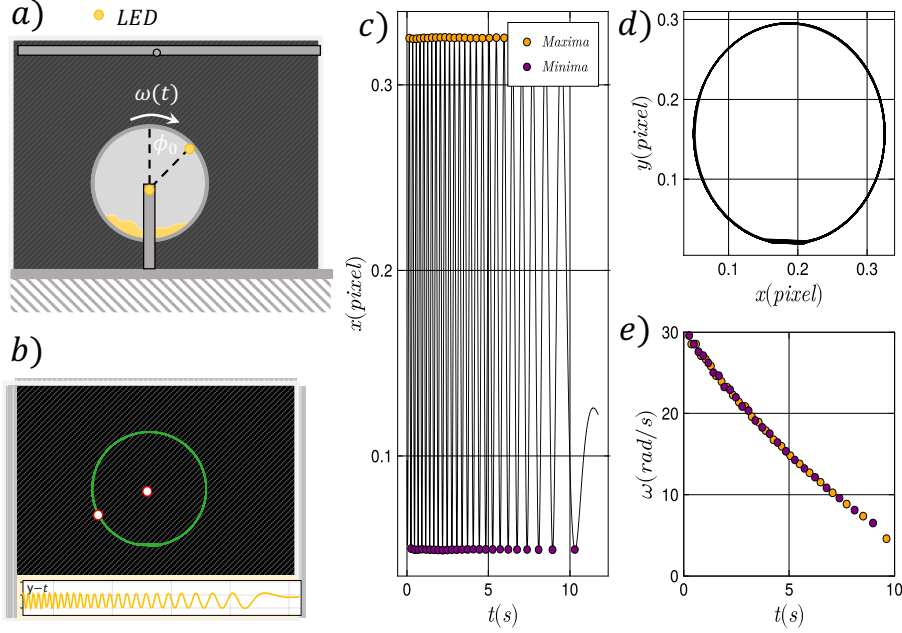 a)
LED
ω(t)
ϕ₀
b)
y−t
c)
Maxima
Minima
0.3
0.2
0.1
x(pixel)
0
5
10
t(s)
d)
0.3
0.2
0.1
y(pixel)
0.1
0.2
0.3
x(pixel)
e)
30
20
10
0
ω(rad/s)
0
5
10
t(s)